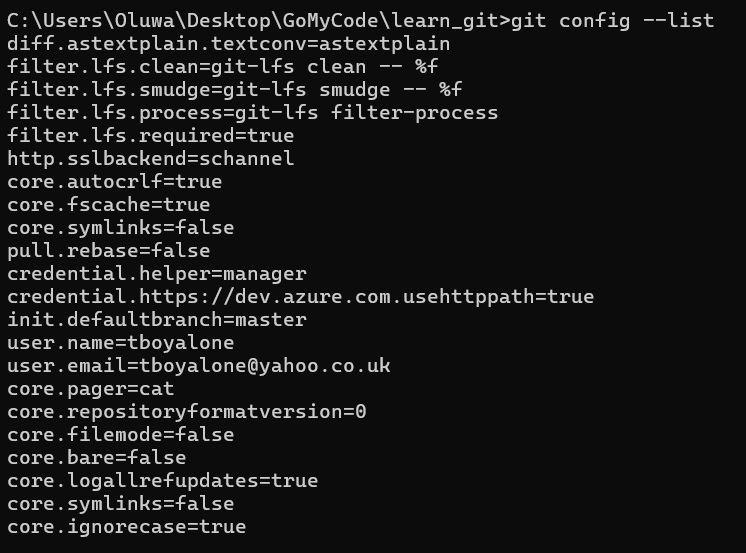 C:\Users\Oluwa\Desktop\GoMyCode\learn_git>git config --list
diff.astextplain.textconv=astextplain
filter.lfs.clean=git-lfs clean -- %f
filter.lfs.smudge=git-lfs smudge -- %f
filter.lfs.process=git-lfs filter-process
filter.lfs.required=true
http.sslbackend=schannel
core.autocrlf=true
core.fscache=true
core.symlinks=false
pull.rebase=false
credential.helper=manager
credential.https://dev.azure.com.usehttppath=true
init.defaultbranch=master
user.name=tboyalone
user.email=tboyalone@yahoo.co.uk
core.pager=cat
core.repositoryformatversion=0
core.filemode=false
core.bare=false
core.logallrefupdates=true
core.symlinks=false
core.ignorecase=true